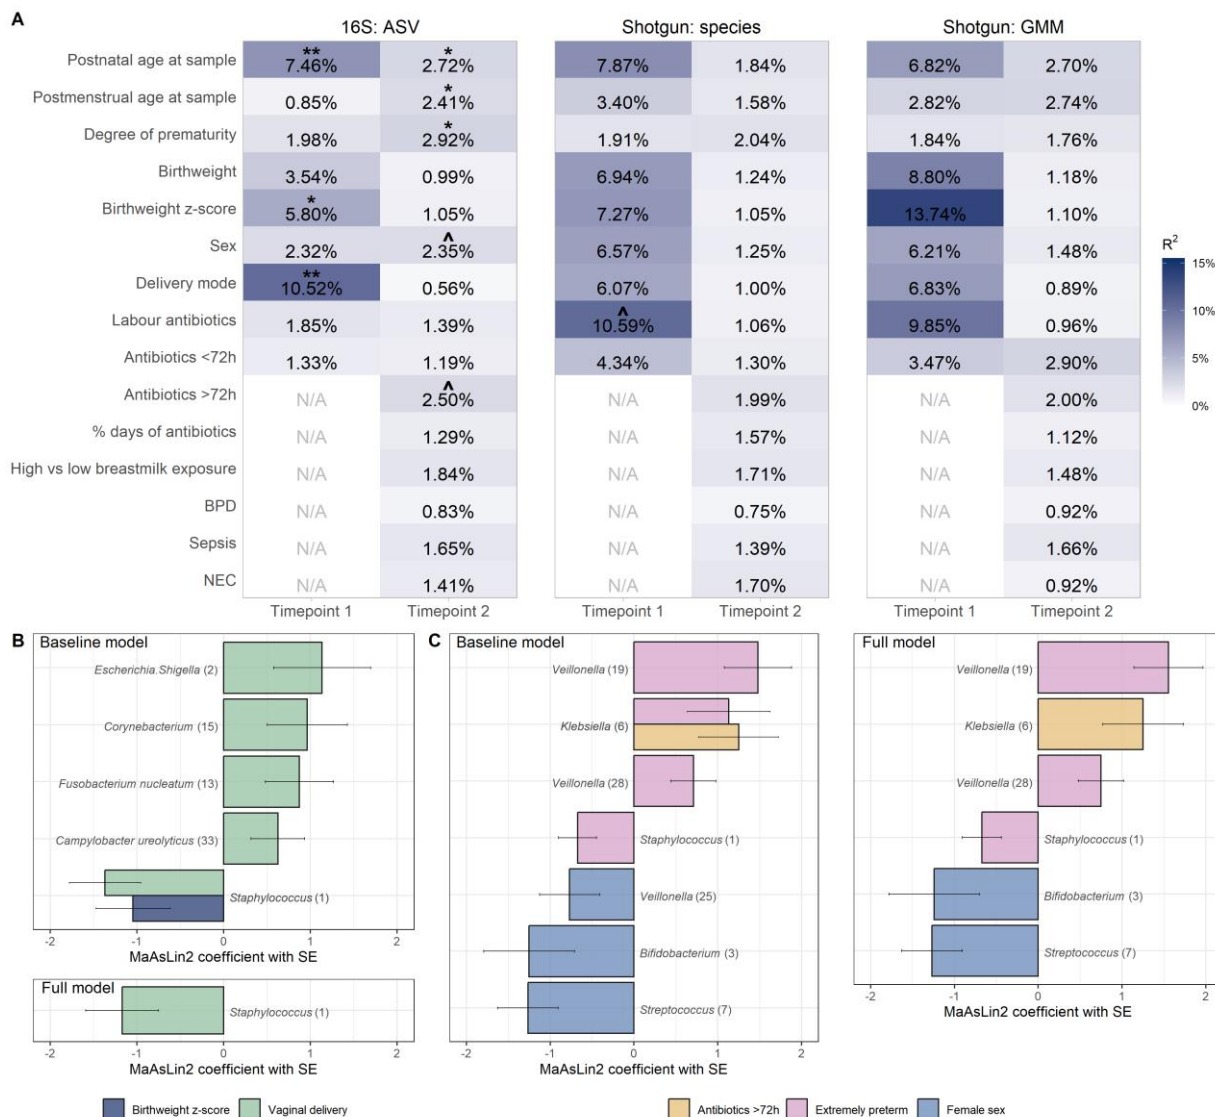 A
16S: ASV Shotgun: species Shotgun: GMM
Postnatal age at sample ** 7.46% * 2.72% 7.87% 1.84% 6.82% 2.70%
Postmenstrual age at sample 0.85% * 2.41% 3.40% 1.58% 2.82% 2.74%
Degree of prematurity 1.98% * 2.92% 1.91% 2.04% 1.84% 1.76%
Birthweight 3.54% 0.99% 6.94% 1.24% 8.80% 1.18%
Birthweight z-score * 5.80% 1.05% 7.27% 1.05% 13.74% 1.10%
Sex 2.32% ^ 2.35% 6.57% 1.25% 6.21% 1.48%
Delivery mode ** 10.52% 0.56% 6.07% 1.00% 6.83% 0.89%
Labour antibiotics 1.85% 1.39% ^ 10.59% 1.06% 9.85% 0.96%
Antibiotics <72h 1.33% 1.19% 4.34% 1.30% 3.47% 2.90%
Antibiotics >72h N/A ^ 2.50% N/A 1.99% N/A 2.00%
% days of antibiotics N/A 1.29% N/A 1.57% N/A 1.12%
High vs low breastmilk exposure N/A 1.84% N/A 1.71% N/A 1.48%
BPD N/A 0.83% N/A 0.75% N/A 0.92%
Sepsis N/A 1.65% N/A 1.39% N/A 1.66%
NEC N/A 1.41% N/A 1.70% N/A 0.92%
Timepoint 1 Timepoint 2 Timepoint 1 Timepoint 2 Timepoint 1 Timepoint 2
R2
15%
10%
5%
0%
B
Baseline model
Escherichia.Shigella (2)
Corynebacterium (15)
Fusobacterium nucleatum (13)
Campylobacter ureolyticus (33)
Staphylococcus (1)
-2 -1 0 1 2
MaAsLin2 coefficient with SE
Full model
Staphylococcus (1)
-2 -1 0 1 2
MaAsLin2 coefficient with SE
Birthweight z-score Vaginal delivery
C
Baseline model
Veillonella (19)
Klebsiella (6)
Veillonella (28)
Staphylococcus (1)
Veillonella (25)
Bifidobacterium (3)
Streptococcus (7)
-2 -1 0 1 2
MaAsLin2 coefficient with SE
Full model
Veillonella (19)
Klebsiella (6)
Veillonella (28)
Staphylococcus (1)
Bifidobacterium (3)
Streptococcus (7)
-2 -1 0 1 2
MaAsLin2 coefficient with SE
Antibiotics >72h Extremely preterm Female sex